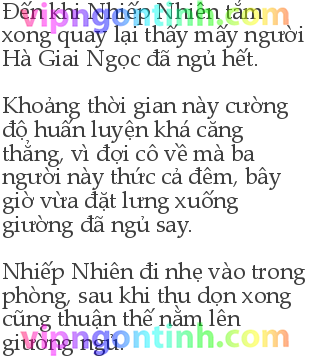 Đến khi Nhiếp Nhiên tắm
xong quay lại thấy mấy người
Hà Giai Ngọc đã ngủ hết.
Khoảng thời gian này cường
độ huấn luyện khá căng
thẳng, vì đợi cô về mà ba
người này thức cả đêm, bây
giờ vừa đặt lưng xuống
giường đã ngủ say.
Nhiếp Nhiên đi nhẹ vào trong
phòng, sau khi thu dọn xong
cũng thuận thế nằm lên
giường ngủ.
vipngontinh.com
vipngontinh.com